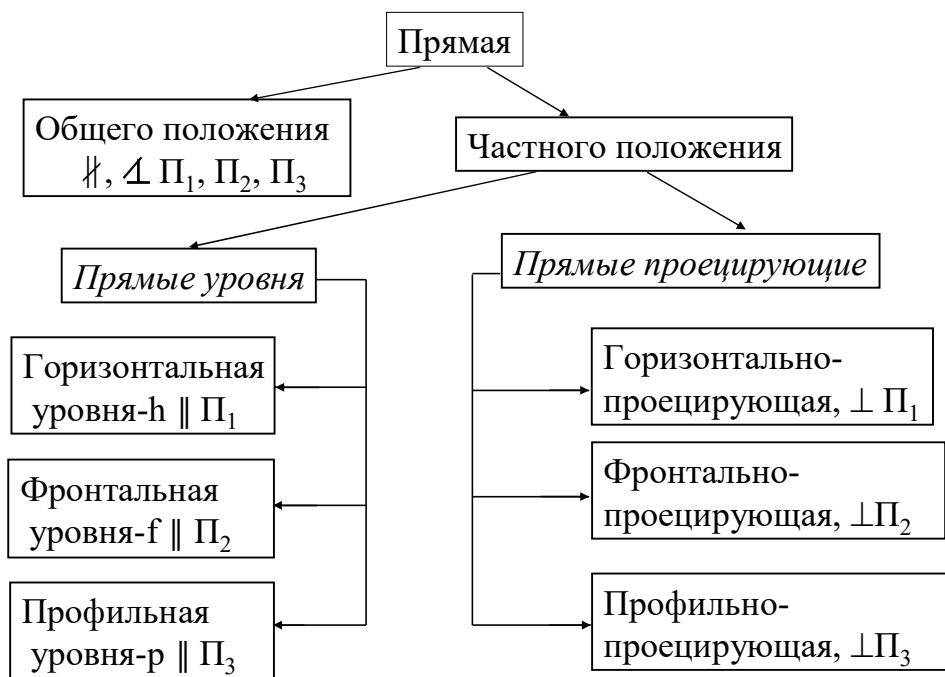 Прямая
Общего положения
∦, ⊥̸ П₁, П₂, П₃
Частного положения
Прямые уровня
Прямые проецирующие
Горизонтальная
уровня-h ∥ П₁
Фронтальная
уровня-f ∥ П₂
Профильная
уровня-p ∥ П₃
Горизонтально-
проецирующая, ⊥ П₁
Фронтально-
проецирующая, ⊥П₂
Профильно-
проецирующая, ⊥П₃